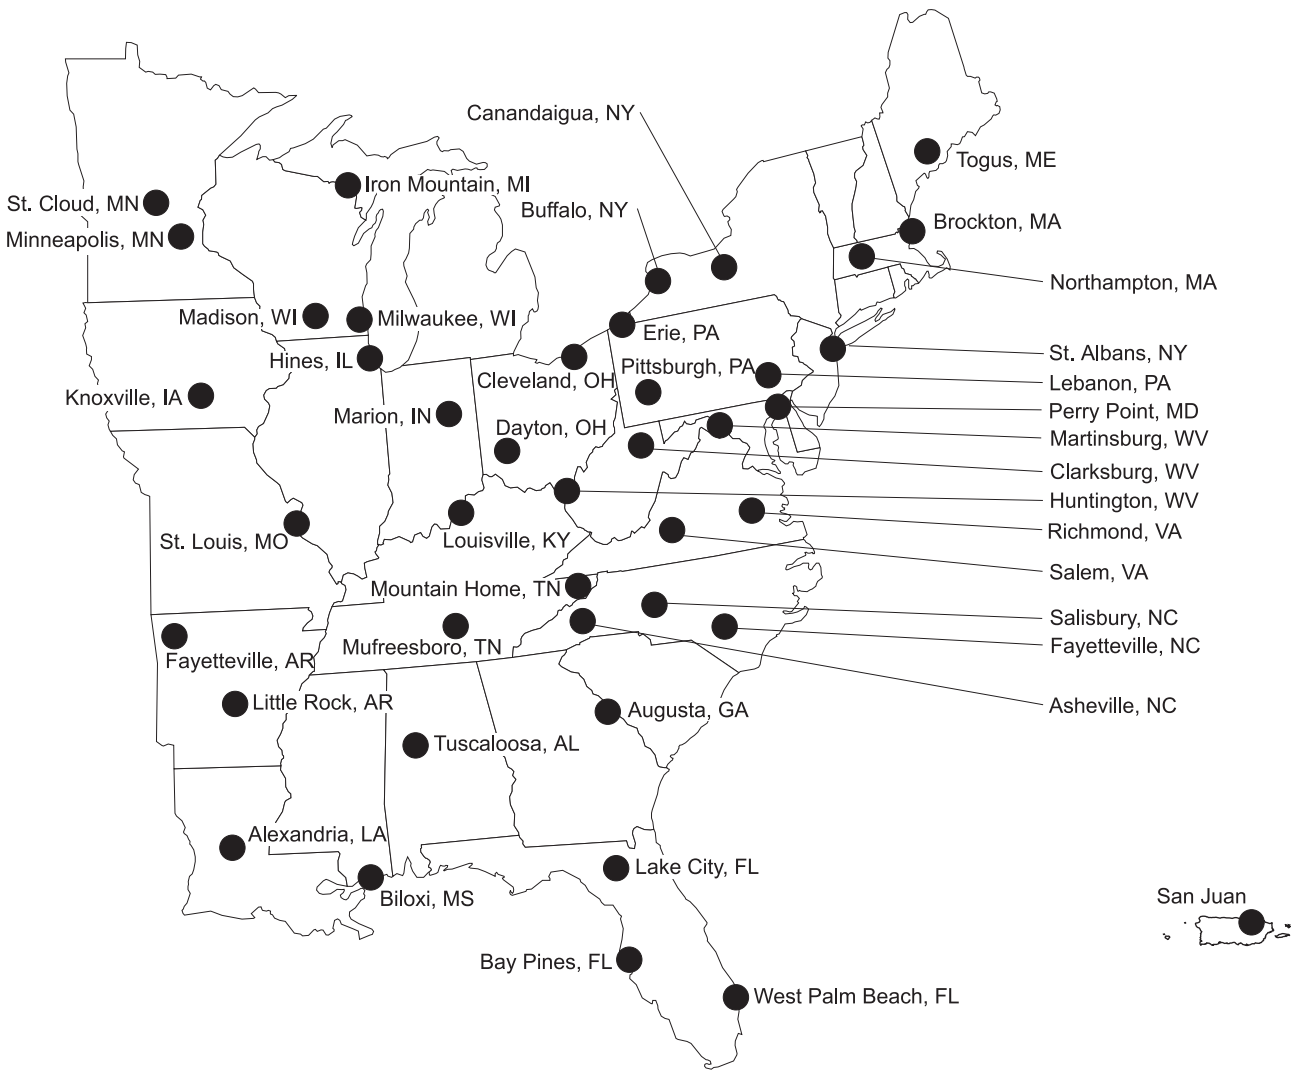 Canandaigua, NY
Togus, ME
Iron Mountain, MI
St. Cloud, MN
Buffalo, NY
Brockton, MA
Minneapolis, MN
Northampton, MA
Madison, WI
Milwaukee, WI
Erie, PA
St. Albans, NY
Hines, IL
Pittsburgh, PA
Cleveland, OH
Lebanon, PA
Knoxville, IA
Perry Point, MD
Marion, IN
Dayton, OH
Martinsburg, WV
Clarksburg, WV
Huntington, WV
Richmond, VA
St. Louis, MO
Louisville, KY
Salem, VA
Mountain Home, TN
Salisbury, NC
Mufreesboro, TN
Fayetteville, NC
Fayetteville, AR
Little Rock, AR
Asheville, NC
Augusta, GA
Tuscaloosa, AL
Alexandria, LA
Lake City, FL
Biloxi, MS
San Juan
Bay Pines, FL
West Palm Beach, FL